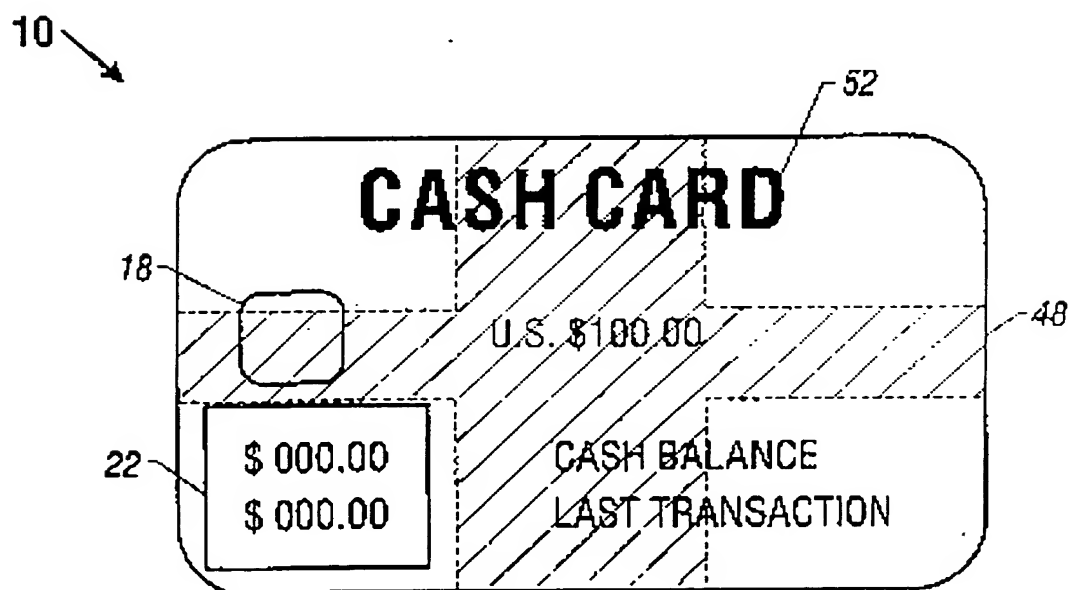 10
52
CASH CARD
18
U.S. $100.00
48
22
$ 000.00 CASH BALANCE
$ 000.00 LAST TRANSACTION